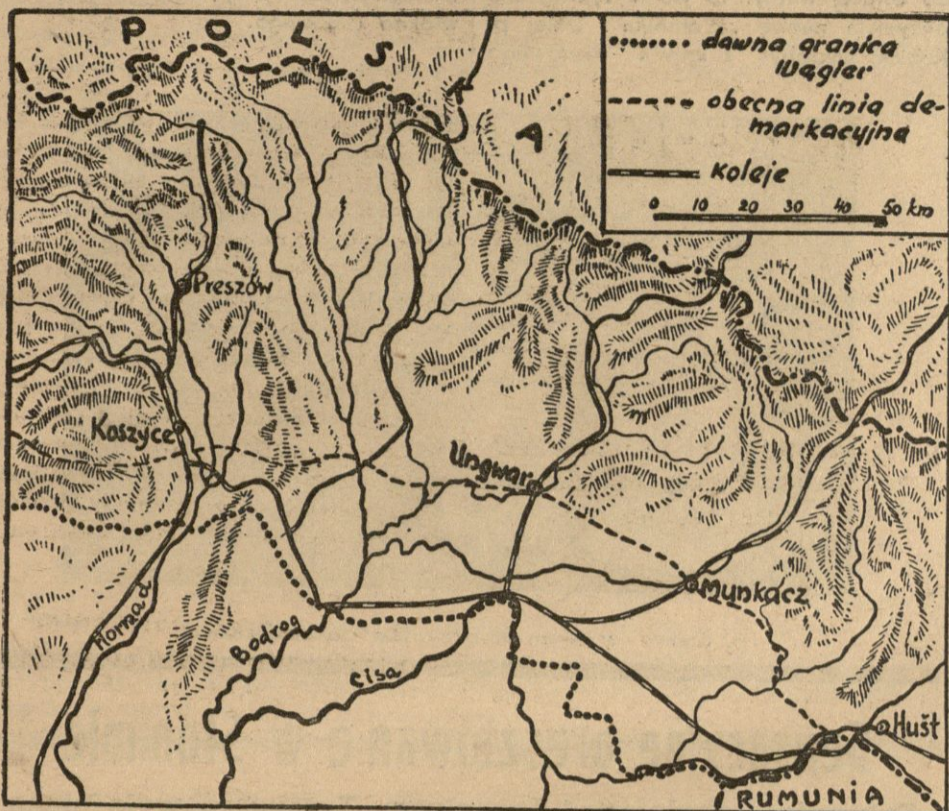 POLSKA
dawna granica
Węgier
obecna linia de-
markacyjna
koleje
0 10 20 30 40 50 km
Preszów
Koszyce
Ungwar
Munkacz
Hornad
Bodrog
Cisa
Hušt
RUMUNIA